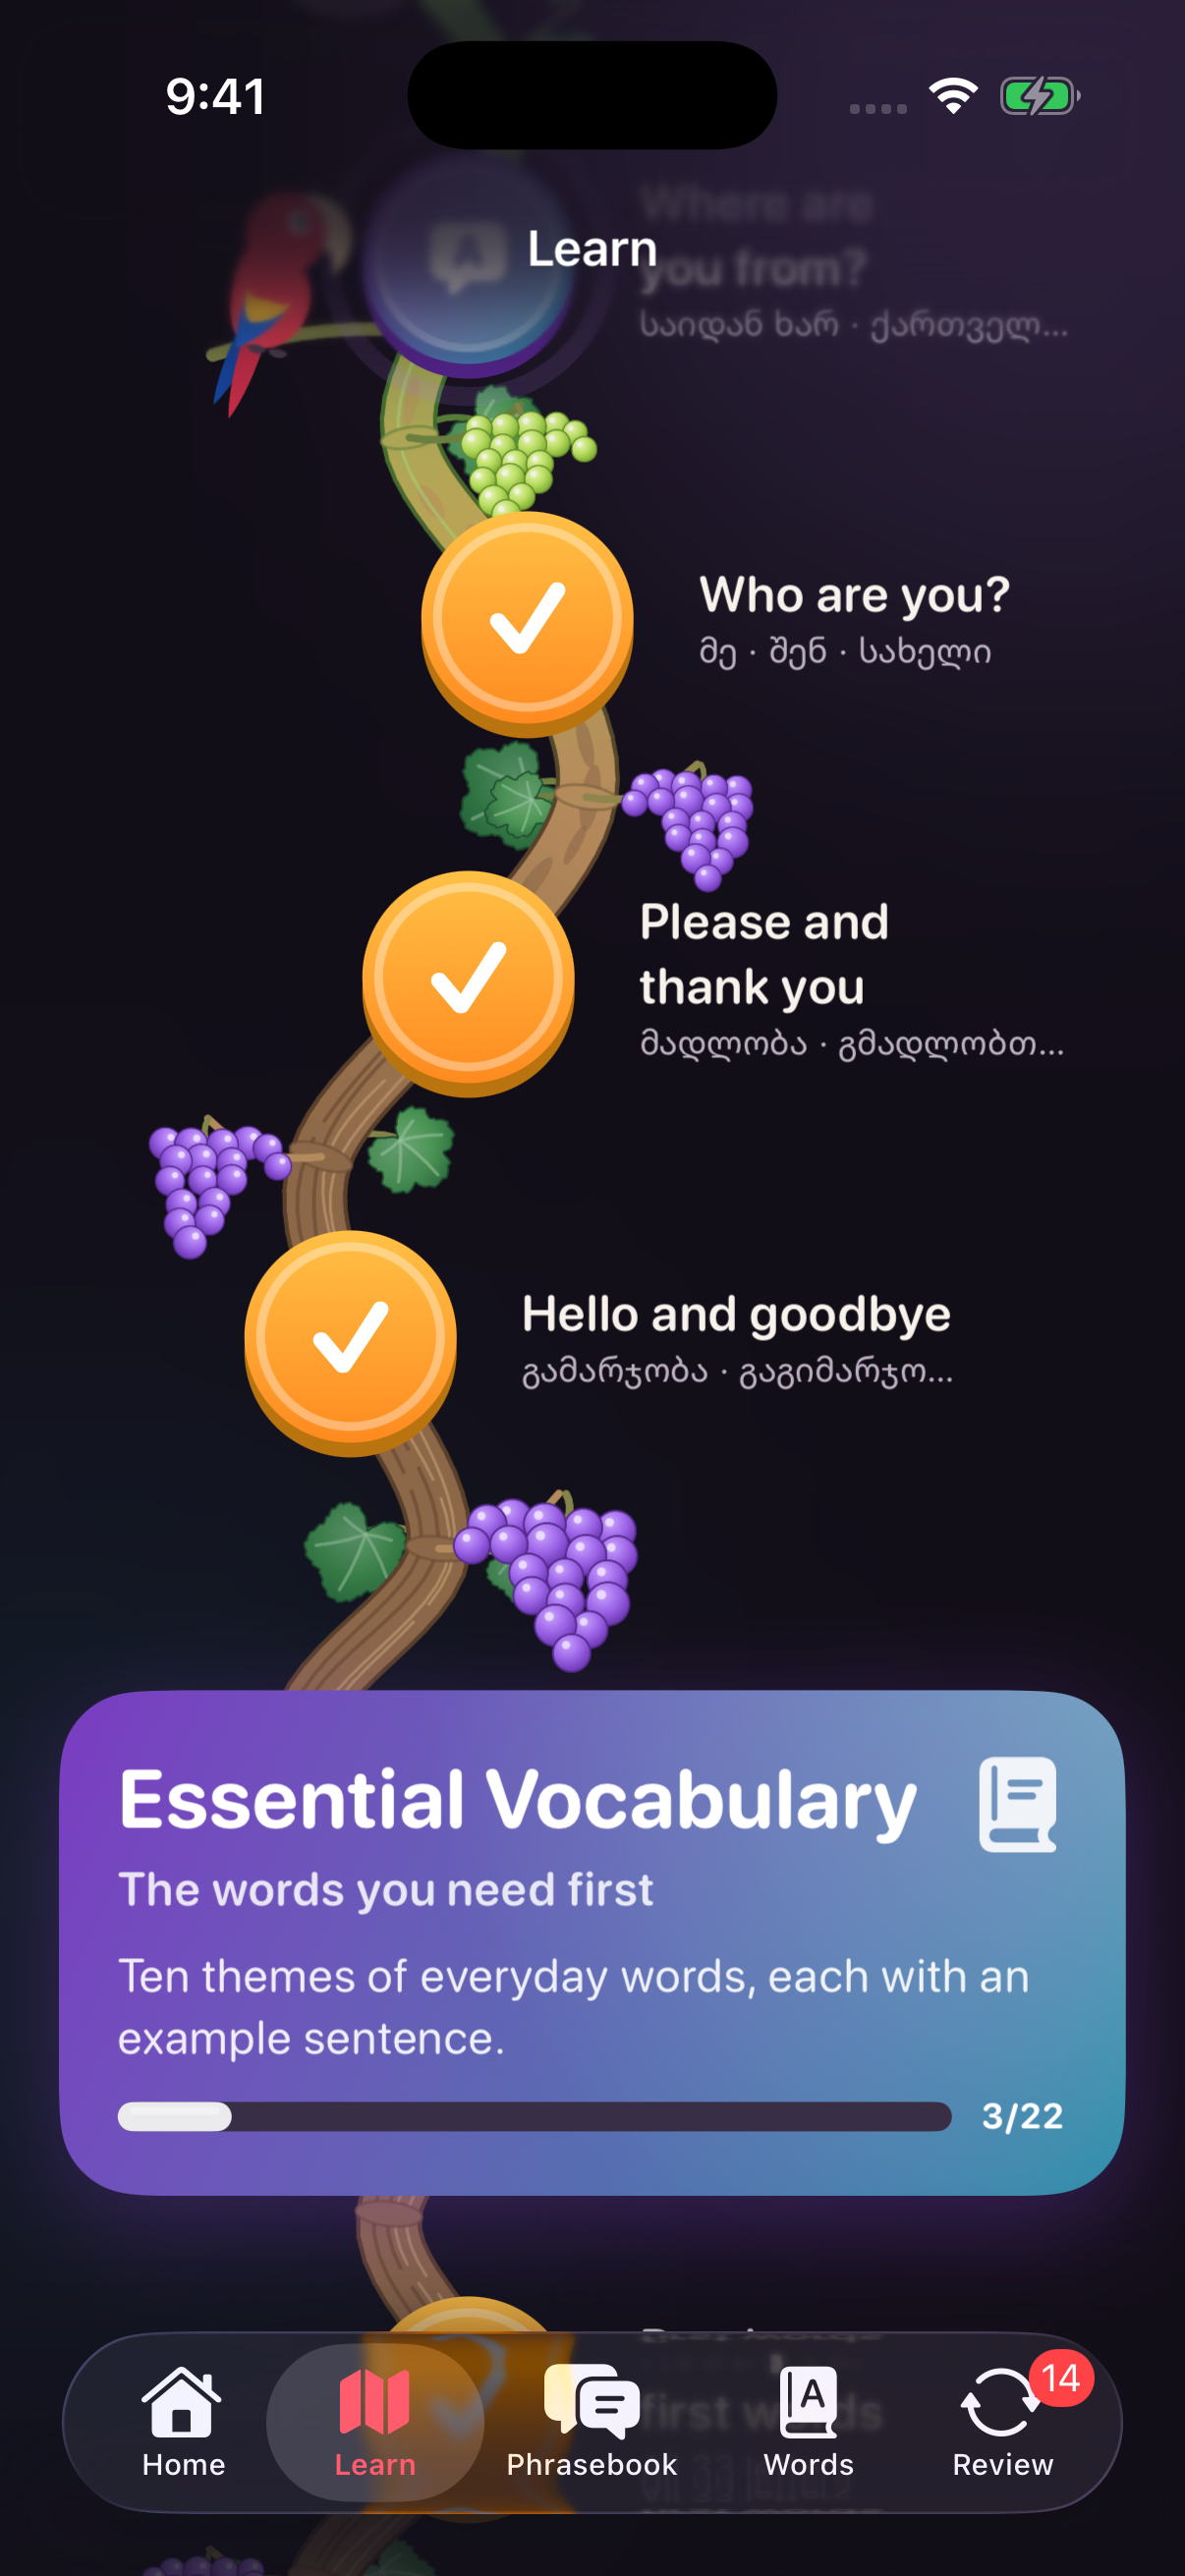 9:41
Learn
Where are
you from?
საიდან ხარ · ქართველ...
Who are you?
მე · შენ · სახელი
Please and
thank you
მადლობა · გმადლობთ...
Hello and goodbye
გამარჯობა · გაგიმარჯო...
Essential Vocabulary
The words you need first
Ten themes of everyday words, each with an
example sentence.
3/22
first words
14
Home
Learn
Phrasebook
Words
Review